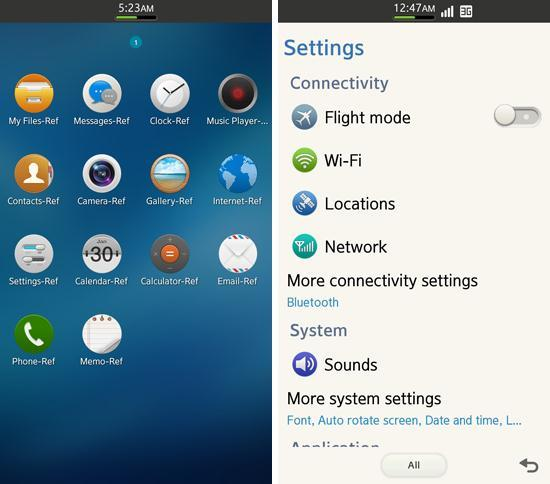 5:23AM
1
My Files-Ref
Messages-Ref
Clock-Ref
Music Player-...
Contacts-Ref
Camera-Ref
Gallery-Ref
Internet-Ref
Jan
30
Settings-Ref
Calendar-Ref
Calculator-Ref
Email-Ref
Phone-Ref
Memo-Ref
12:47AM
3G
Settings
Connectivity
Flight mode
Wi-Fi
Locations
Network
More connectivity settings
Bluetooth
System
Sounds
More system settings
Font, Auto rotate screen, Date and time, L...
Application
All